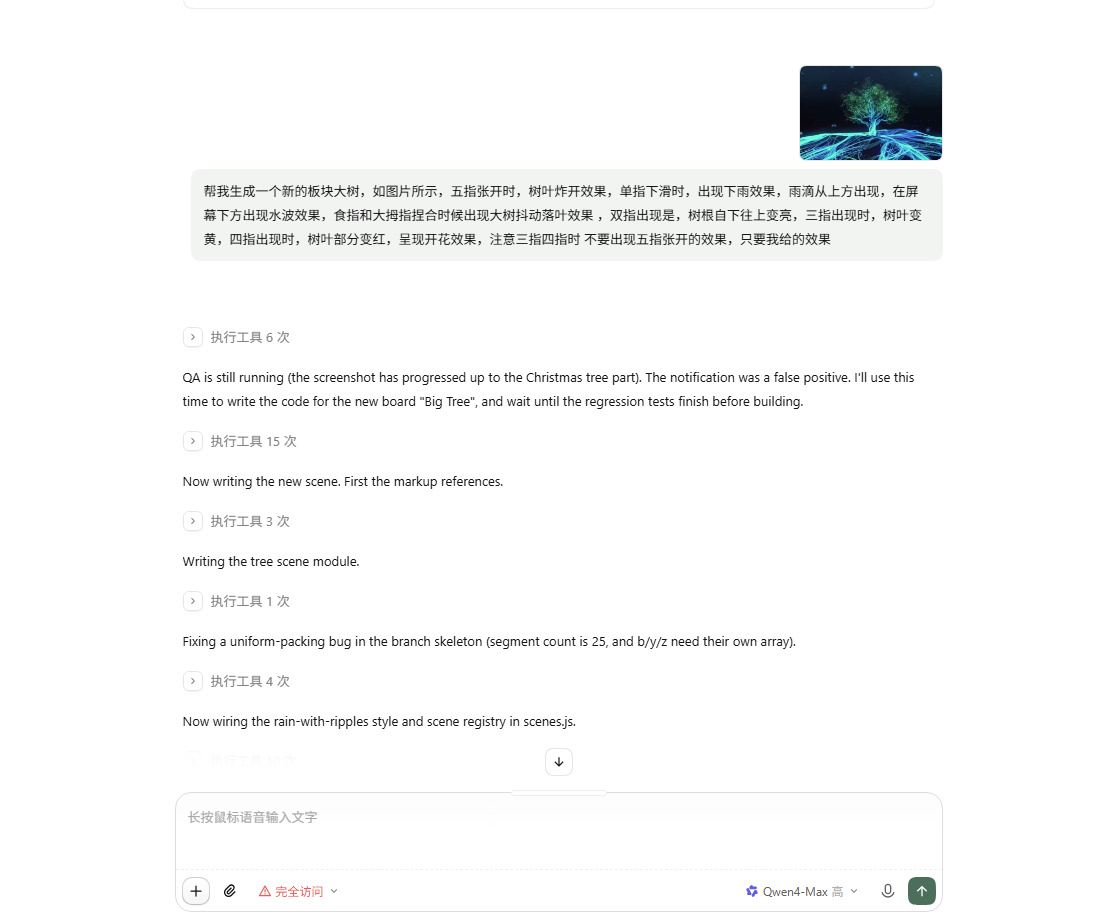 帮我生成一个新的板块大树，如图片所示，五指张开时，树叶炸开效果，单指下滑时，出现下雨效果，雨滴从上方出现，在屏
幕下方出现水波效果，食指和大拇指捏合时候出现大树抖动落叶效果 ，双指出现是，树根自下往上变亮，三指出现时，树叶变
黄，四指出现时，树叶部分变红，呈现开花效果，注意三指四指时 不要出现五指张开的效果，只要我给的效果
执行工具 6 次
QA is still running (the screenshot has progressed up to the Christmas tree part). The notification was a false positive. I'll use this
time to write the code for the new board "Big Tree", and wait until the regression tests finish before building.
执行工具 15 次
Now writing the new scene. First the markup references.
执行工具 3 次
Writing the tree scene module.
执行工具 1 次
Fixing a uniform-packing bug in the branch skeleton (segment count is 25, and b/y/z need their own array).
执行工具 4 次
Now wiring the rain-with-ripples style and scene registry in scenes.js.
长按鼠标语音输入文字
完全访问
Qwen4-Max 高